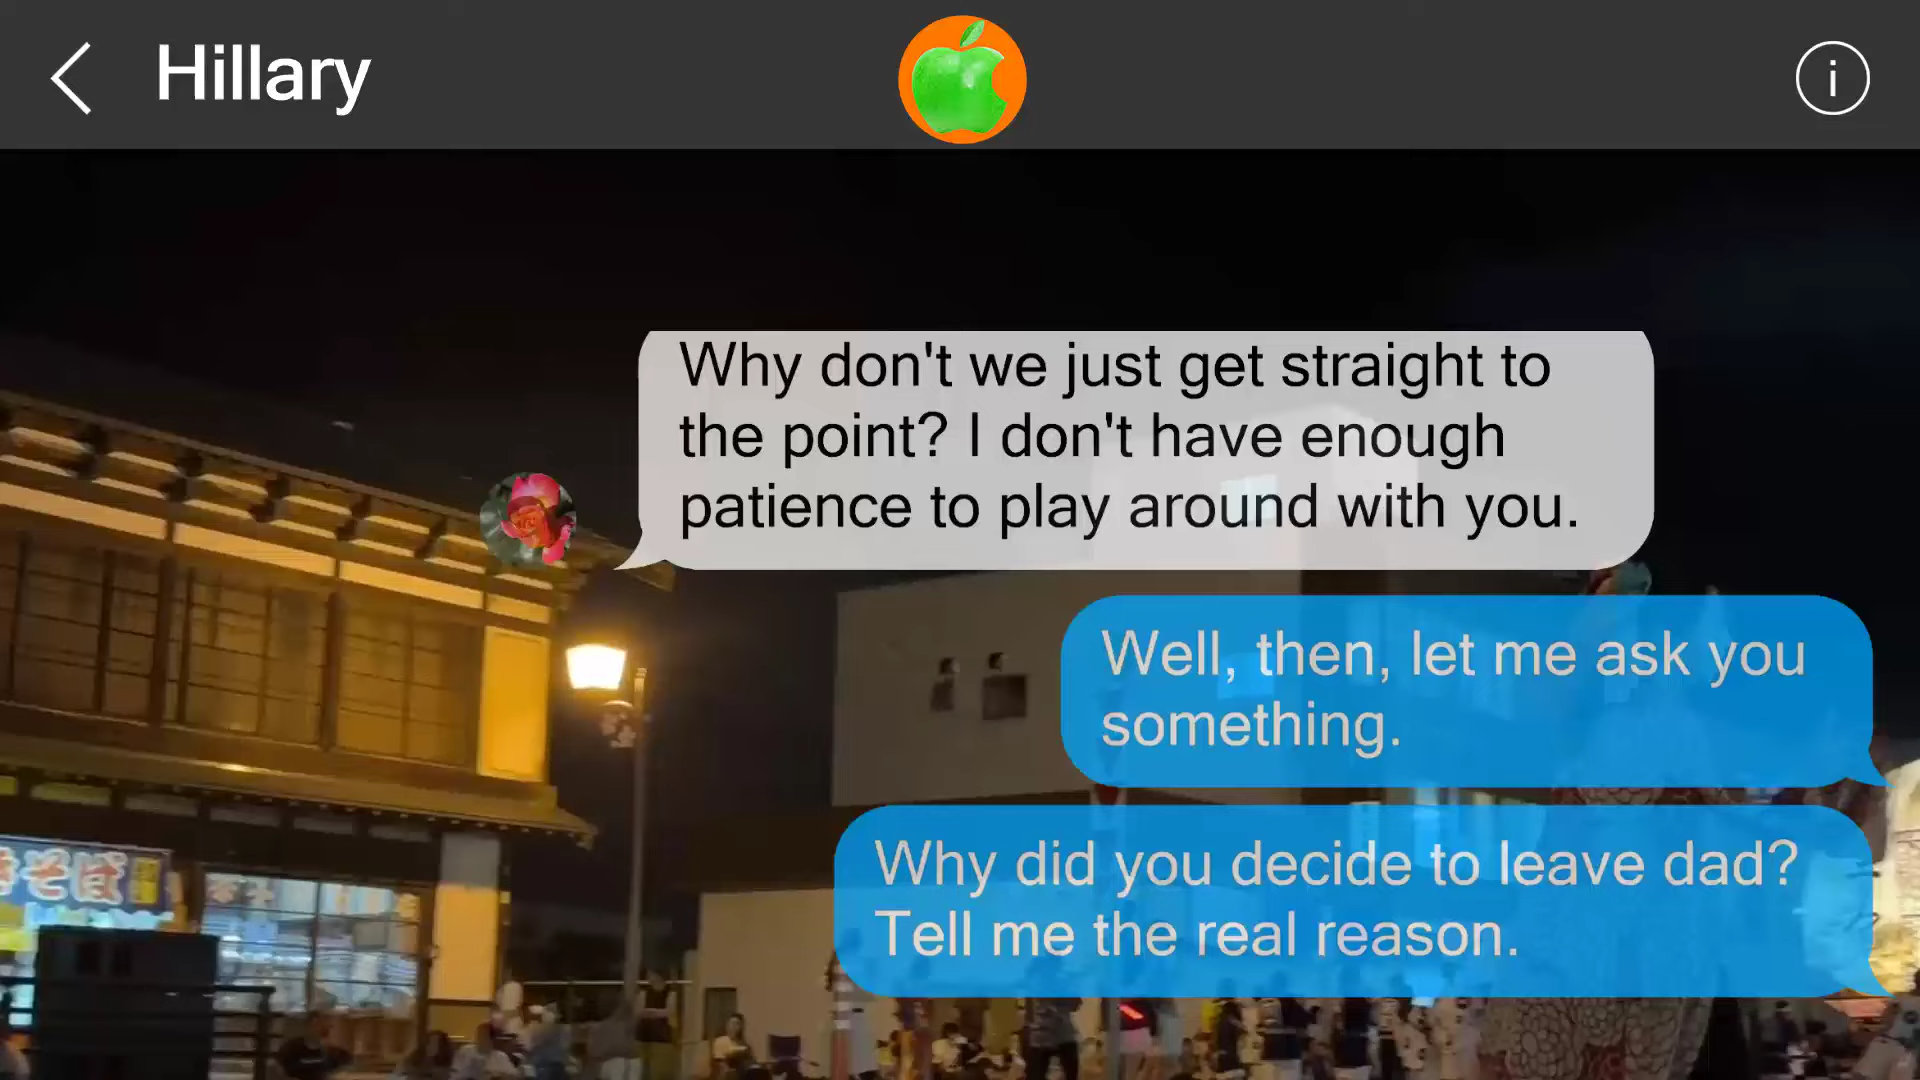 Hillary
Why don't we just get straight to
the point? I don't have enough
patience to play around with you.
Well, then, let me ask you
something.
Why did you decide to leave dad?
Tell me the real reason.
そば